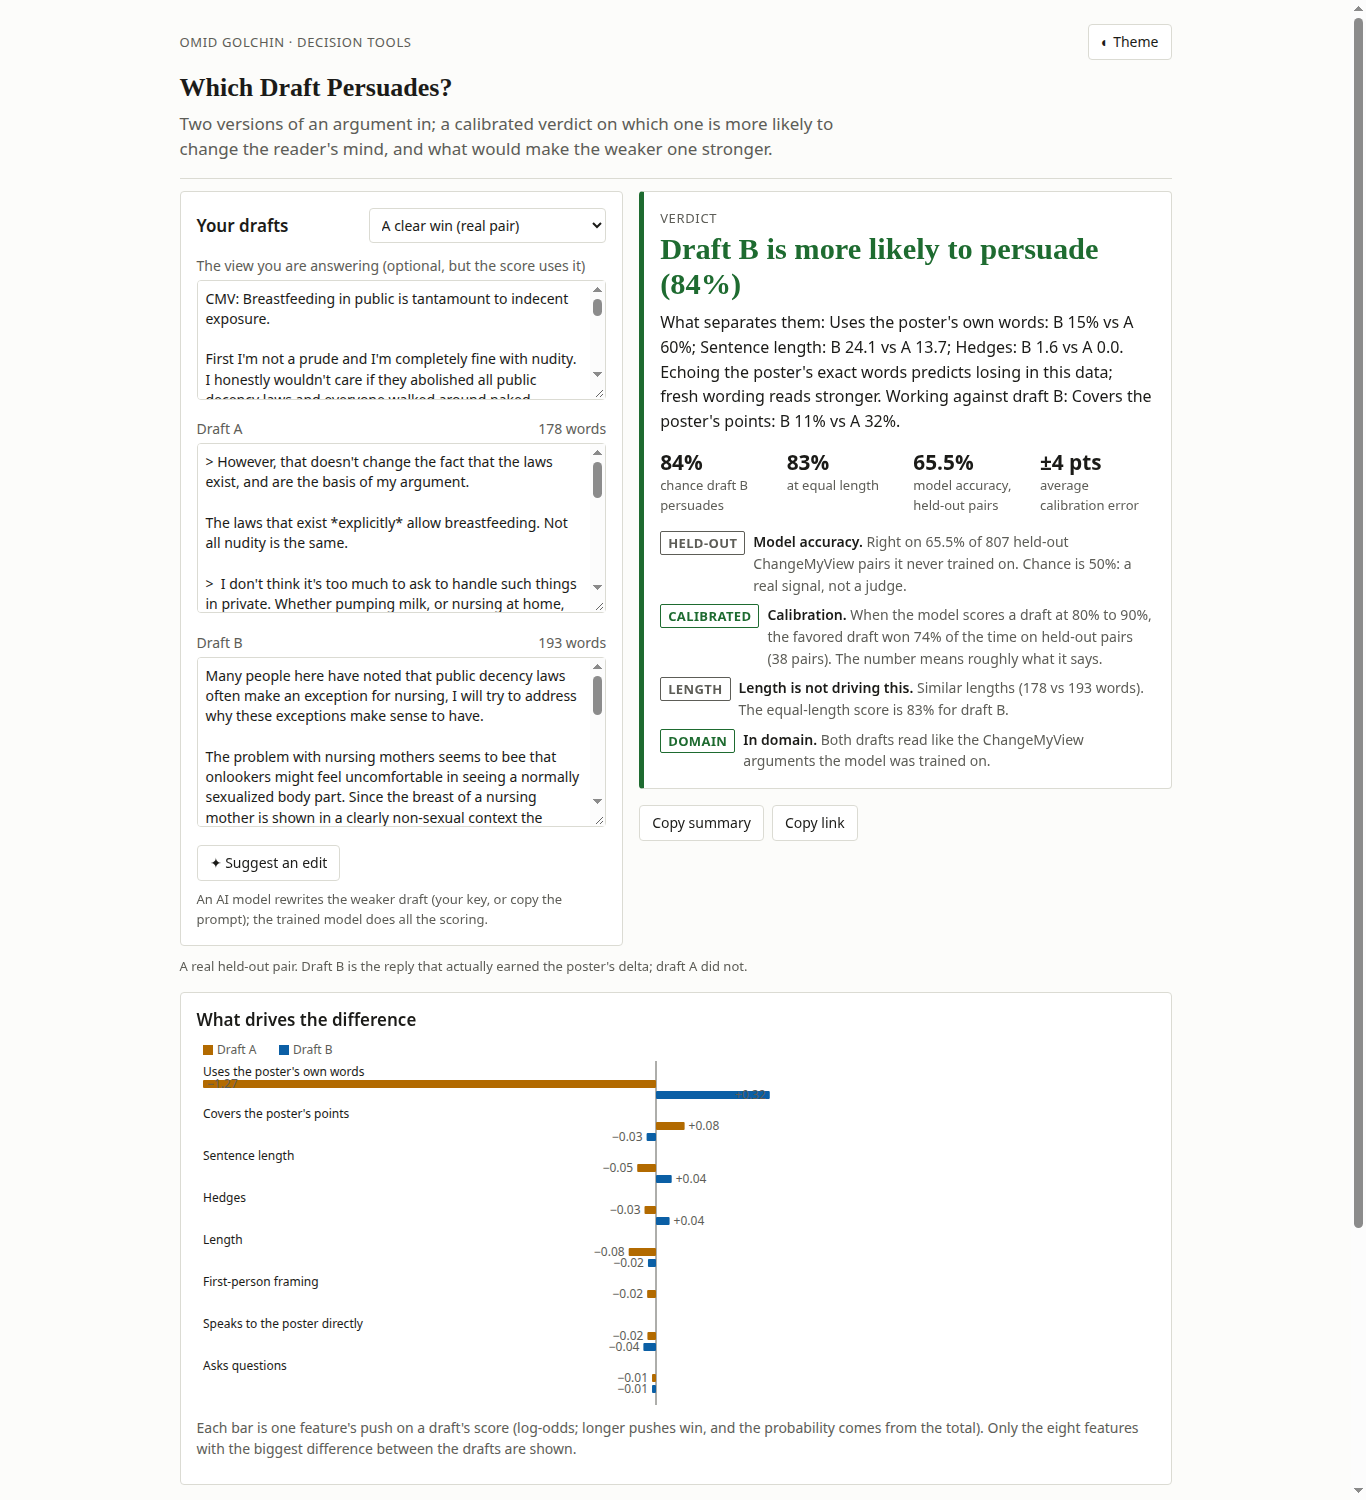 OMID GOLCHIN · DECISION TOOLS
Theme
Which Draft Persuades?
Two versions of an argument in; a calibrated verdict on which one is more likely to
change the reader's mind, and what would make the weaker one stronger.
Your drafts
A clear win (real pair)
The view you are answering (optional, but the score uses it)
CMV: Breastfeeding in public is tantamount to indecent
exposure.
First I'm not a prude and I'm completely fine with nudity.
I honestly wouldn't care if they abolished all public
decency laws and everyone walked around naked
Draft A
178 words
> However, that doesn't change the fact that the laws
exist, and are the basis of my argument.
The laws that exist *explicitly* allow breastfeeding. Not
all nudity is the same.
>  I don't think it's too much to ask to handle such things
in private. Whether pumping milk, or nursing at home,
Draft B
193 words
Many people here have noted that public decency laws
often make an exception for nursing, I will try to address
why these exceptions make sense to have.
The problem with nursing mothers seems to bee that
onlookers might feel uncomfortable in seeing a normally
sexualized body part. Since the breast of a nursing
mother is shown in a clearly non-sexual context the
✦ Suggest an edit
An AI model rewrites the weaker draft (your key, or copy the
prompt); the trained model does all the scoring.
VERDICT
Draft B is more likely to persuade
(84%)
What separates them: Uses the poster's own words: B 15% vs A
60%; Sentence length: B 24.1 vs A 13.7; Hedges: B 1.6 vs A 0.0.
Echoing the poster's exact words predicts losing in this data;
fresh wording reads stronger. Working against draft B: Covers the
poster's points: B 11% vs A 32%.
84%
chance draft B
persuades
83%
at equal length
65.5%
model accuracy,
held-out pairs
±4 pts
average
calibration error
HELD-OUT
Model accuracy. Right on 65.5% of 807 held-out
ChangeMyView pairs it never trained on. Chance is 50%: a
real signal, not a judge.
CALIBRATED
Calibration. When the model scores a draft at 80% to 90%,
the favored draft won 74% of the time on held-out pairs
(38 pairs). The number means roughly what it says.
LENGTH
Length is not driving this. Similar lengths (178 vs 193 words).
The equal-length score is 83% for draft B.
DOMAIN
In domain. Both drafts read like the ChangeMyView
arguments the model was trained on.
Copy summary
Copy link
A real held-out pair. Draft B is the reply that actually earned the poster's delta; draft A did not.
What drives the difference
Draft A
Draft B
Uses the poster's own words
−1.27
Covers the poster's points
+0.08
−0.03
Sentence length
−0.05
+0.04
Hedges
−0.03
+0.04
Length
−0.08
−0.02
First-person framing
−0.02
Speaks to the poster directly
−0.02
−0.04
Asks questions
−0.01
−0.01
Each bar is one feature's push on a draft's score (log-odds; longer pushes win, and the probability comes from the total). Only the eight features
with the biggest difference between the drafts are shown.